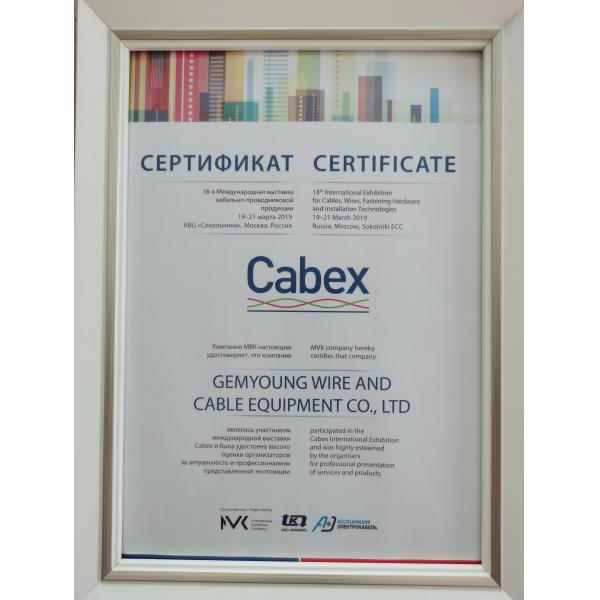 СЕРТИФИКАТ CERTIFICATE
18-я Международная выставка
кабельно-проводниковой
продукции
19–21 марта 2019
КВЦ «Сокольники», Москва, Россия
18th International Exhibition
for Cables, Wires, Fastening Hardware
and Installation Technologies
19–21 March 2019
Russia, Moscow, Sokolniki ECC
Cabex
Компания МВК настоящим
удостоверяет, что компания
MVK company hereby
certifies that company
GEMYOUNG WIRE AND
CABLE EQUIPMENT CO., LTD
являлась участником
международной выставки
Cabex и была удостоена высоко
оценки организаторов
за актуальность и профессионализм
представленной экспозиции
participated in the
Cabex International Exhibition
and was highly esteemed
by the organisers
for professional presentation
of services and products
MVK
International
Exhibition
Company
АССОЦИАЦИЯ
ЭЛЕКТРОКАБЕЛЬ